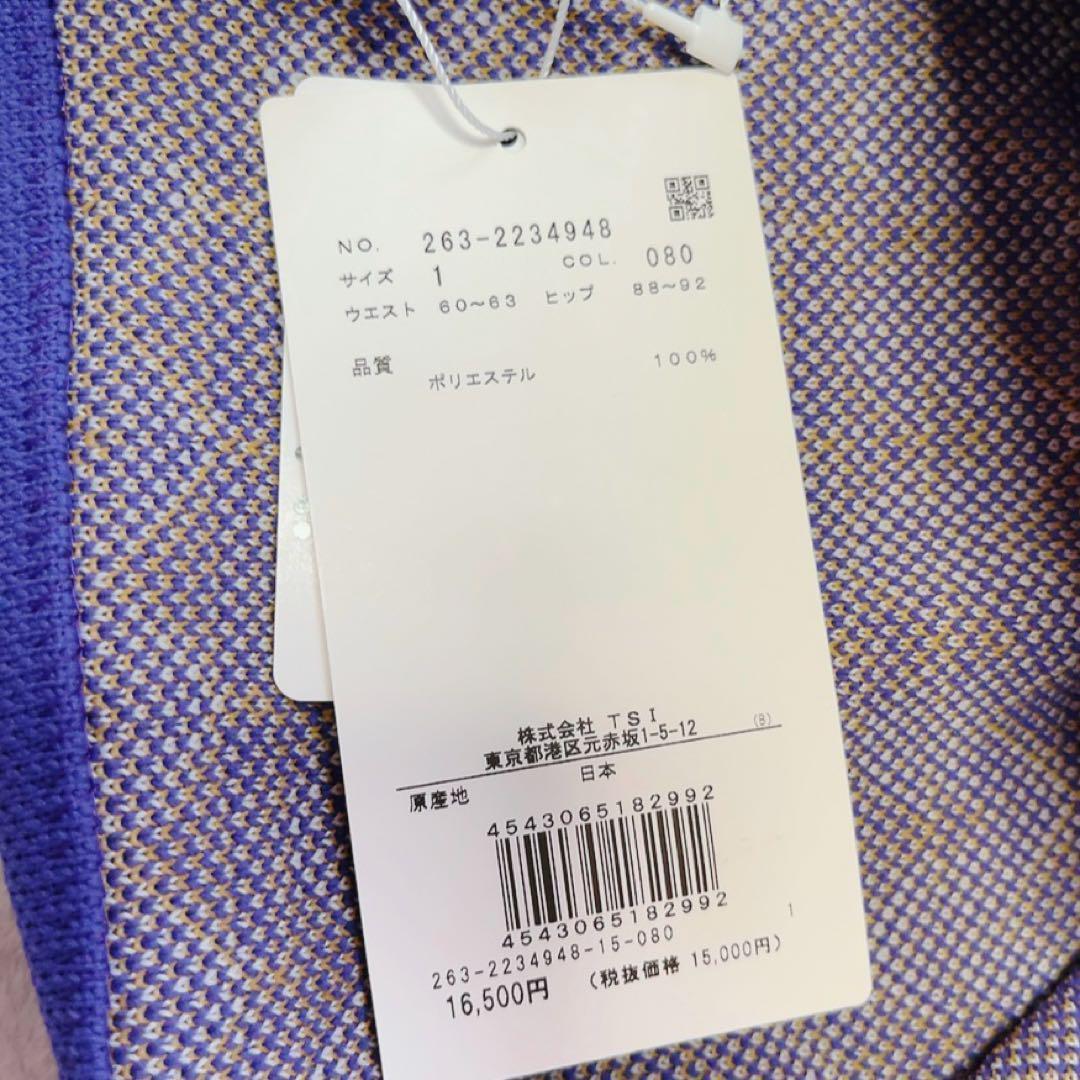 NO. 263-2234948
サイズ 1 COL. 080
ウエスト 60〜63 ヒップ 88〜92
品質 ポリエステル 100%
株式会社 TSI
東京都港区元赤坂1-5-12 (B)
原産地 日本
4543065182992
4543065182992
263-2234948-15-080 1
16,500円 (税抜価格 15,000円)